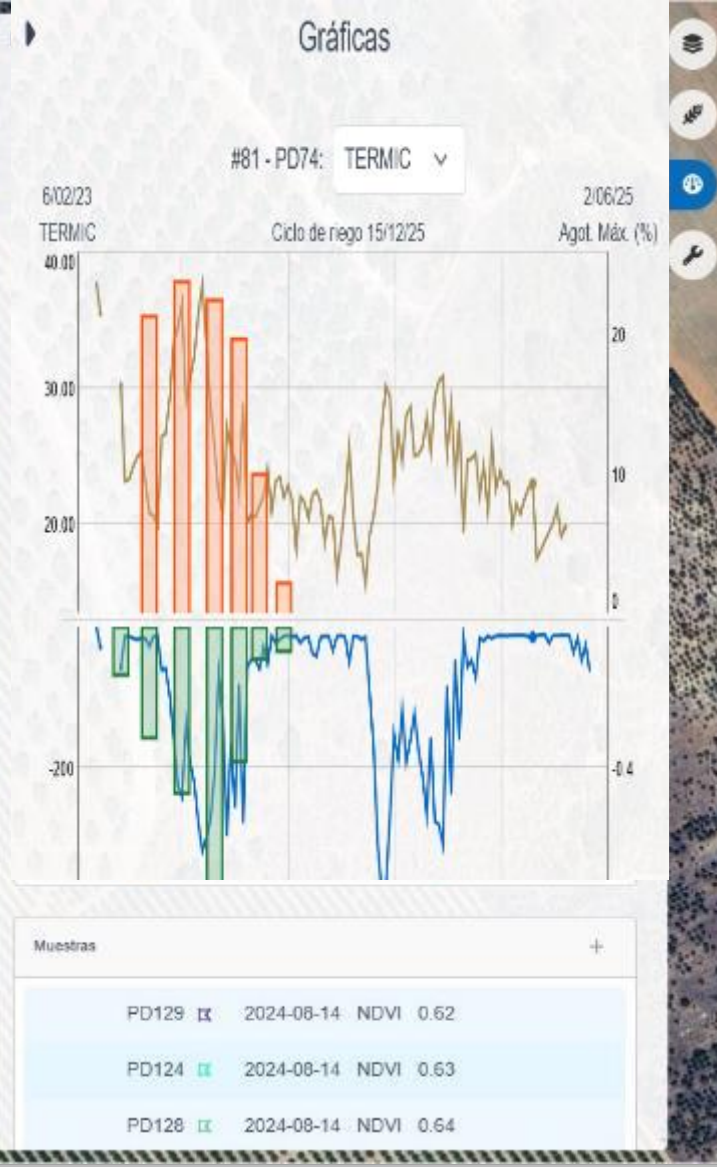 Gráficas
#81 - PD74: TERMIC
6/02/23 2/06/25
TERMIC Ciclo de riego 15/12/25 Agot. Máx. (%)
40.00
20
30.00
10
20.00
0
-200 -0.4
Muestras +
PD129 2024-08-14 NDVI 0.62
PD124 2024-08-14 NDVI 0.63
PD128 2024-08-14 NDVI 0.64